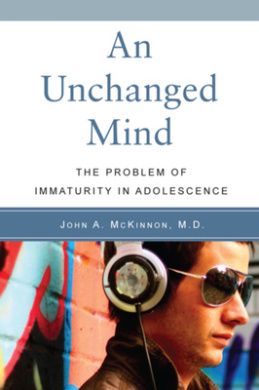 An
Unchanged
Mind
THE PROBLEM OF
IMMATURITY IN ADOLESCENCE
JOHN A. MCKINNON, M.D.